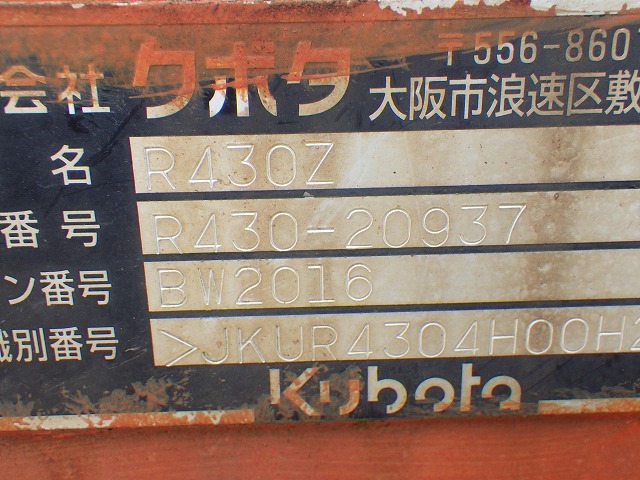 会社 クボタ 〒556-8601
大阪市浪速区敷
名 R430Z
番号 R430-20937
ン番号 BW2016
識別番号 >JKUR4304H00H2
Kubota